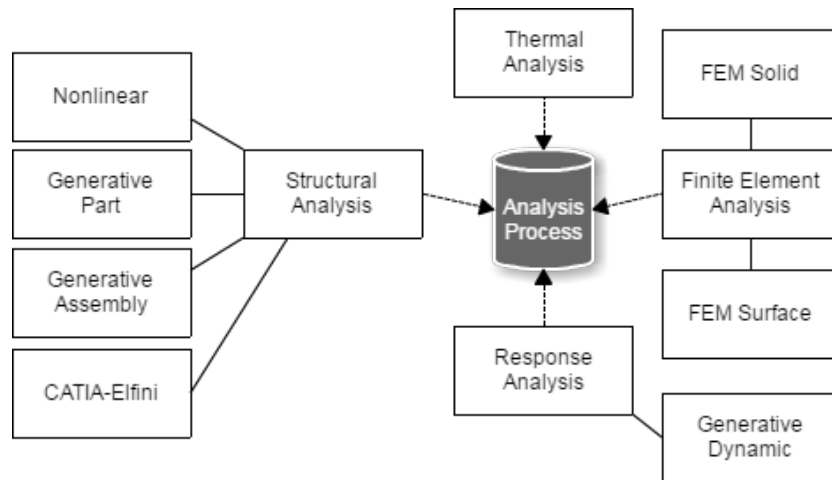 Thermal
Analysis
FEM Solid
Nonlinear
Generative
Part
Structural
Analysis
Analysis
Process
Finite Element
Analysis
Generative
Assembly
FEM Surface
Response
Analysis
CATIA-Elfini
Generative
Dynamic